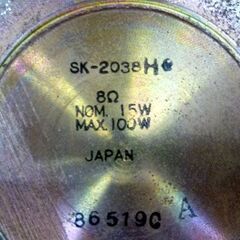 SK-2038H
8Ω
NOM. 15W
MAX. 100W
JAPAN
865190 A